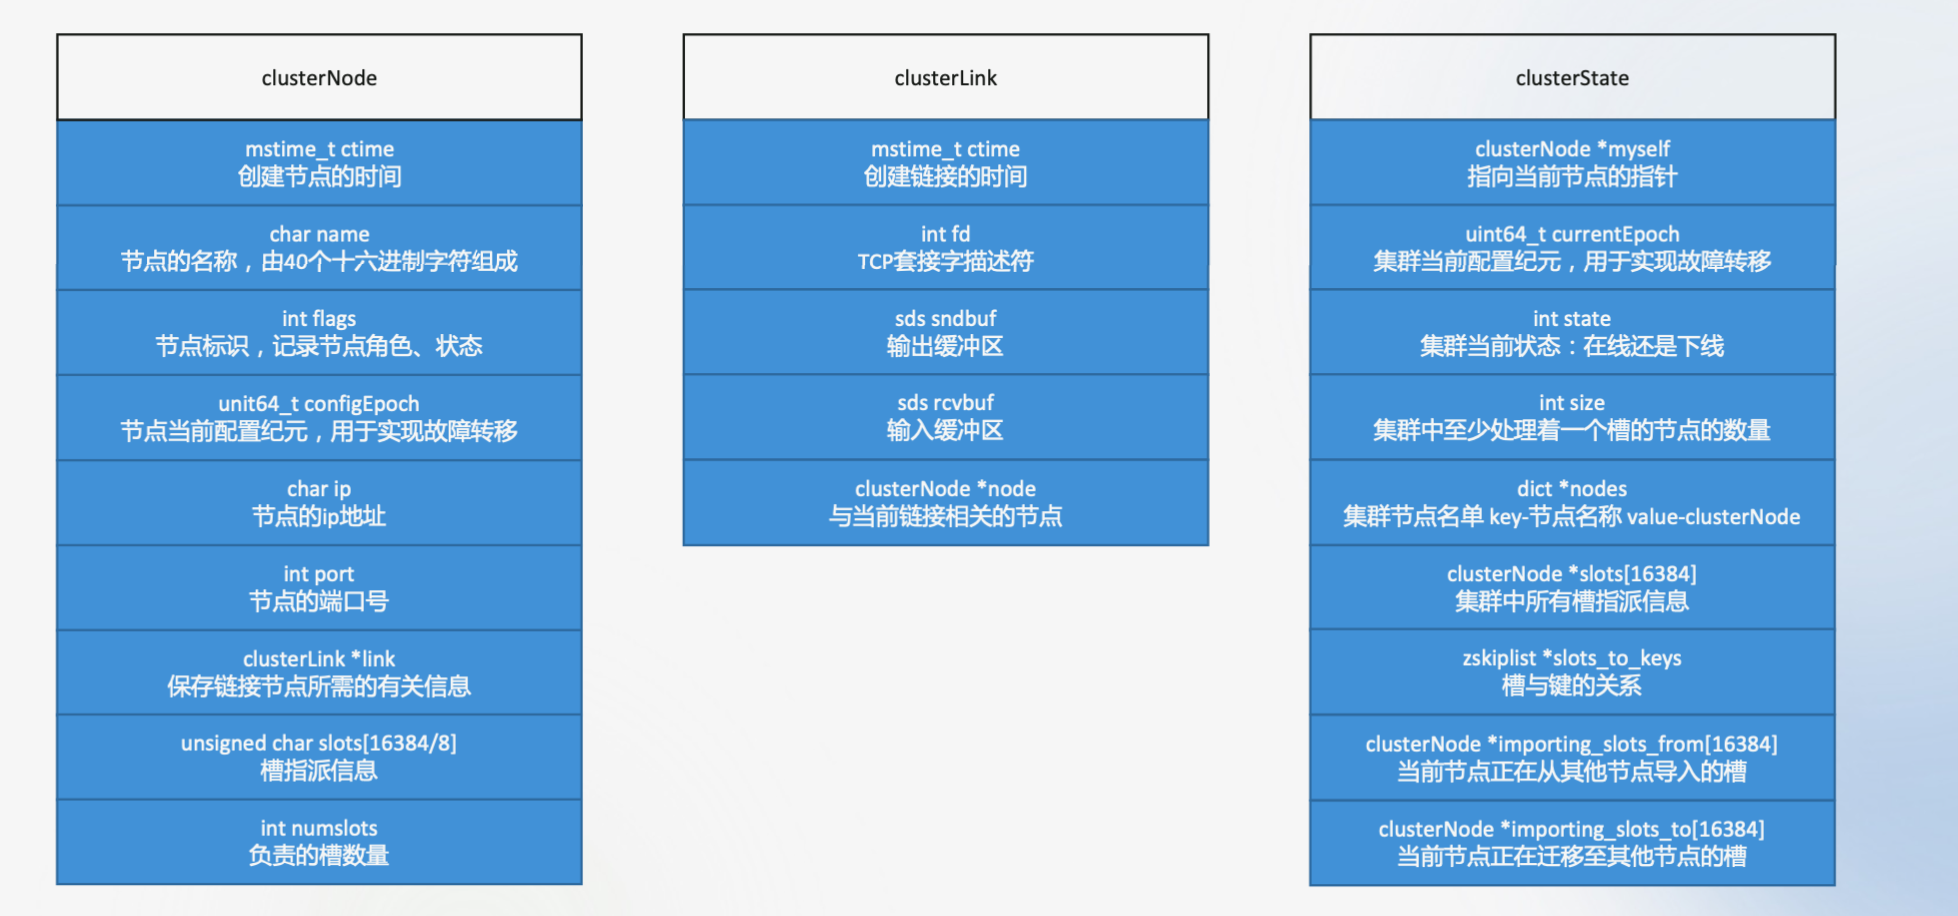 clusterNode
mstime_t ctime
创建节点的时间
char name
节点的名称，由40个十六进制字符组成
int flags
节点标识，记录节点角色、状态
unit64_t configEpoch
节点当前配置纪元，用于实现故障转移
char ip
节点的ip地址
int port
节点的端口号
clusterLink *link
保存链接节点所需的有关信息
unsigned char slots[16384/8]
槽指派信息
int numslots
负责的槽数量
clusterLink
mstime_t ctime
创建链接的时间
int fd
TCP套接字描述符
sds sndbuf
输出缓冲区
sds rcvbuf
输入缓冲区
clusterNode *node
与当前链接相关的节点
clusterState
clusterNode *myself
指向当前节点的指针
uint64_t currentEpoch
集群当前配置纪元，用于实现故障转移
int state
集群当前状态：在线还是下线
int size
集群中至少处理着一个槽的节点的数量
dict *nodes
集群节点名单 key-节点名称 value-clusterNode
clusterNode *slots[16384]
集群中所有槽指派信息
zskiplist *slots_to_keys
槽与键的关系
clusterNode *importing_slots_from[16384]
当前节点正在从其他节点导入的槽
clusterNode *importing_slots_to[16384]
当前节点正在迁移至其他节点的槽